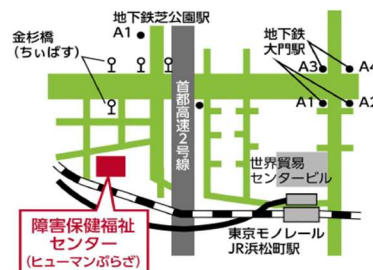 地下鉄芝公園駅
A1
金杉橋
(ちぃばす)
地下鉄
大門駅
A3
A4
A1
A2
首都高速2号線
世界貿易
センタービル
障害保健福祉
センター
(ヒューマンぷらざ)
東京モノレール
JR浜松町駅